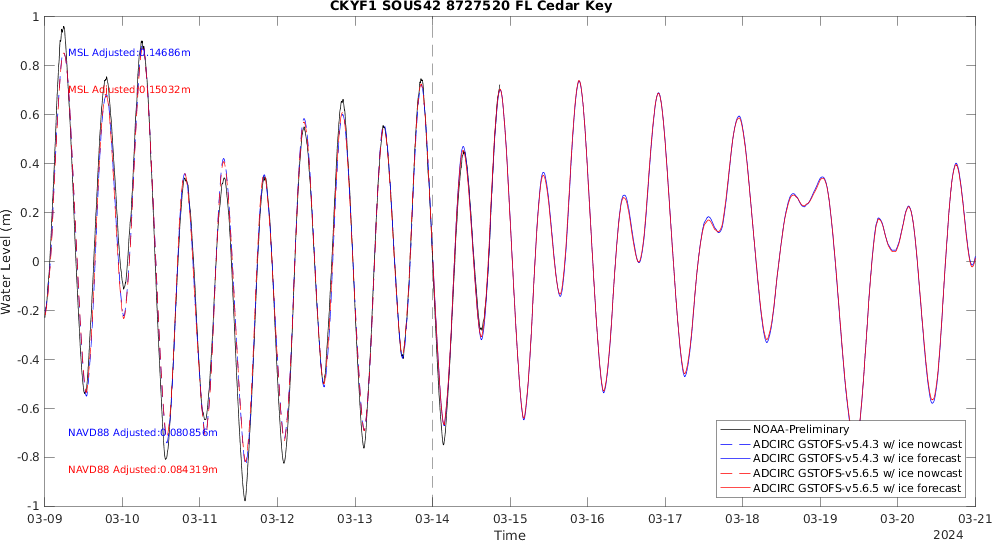 CKYF1 SOUS42 8727520 FL Cedar Key
1
0.8
0.6
0.4
0.2
0
-0.2
-0.4
-0.6
-0.8
-1
Water Level (m)
MSL Adjusted:0.14686m
MSL Adjusted:0.15032m
NAVD88 Adjusted:0.080856m
NAVD88 Adjusted:0.084319m
NOAA-Preliminary
ADCIRC GSTOFS-v5.4.3 w/ ice nowcast
ADCIRC GSTOFS-v5.4.3 w/ ice forecast
ADCIRC GSTOFS-v5.6.5 w/ ice nowcast
ADCIRC GSTOFS-v5.6.5 w/ ice forecast
03-09 03-10 03-11 03-12 03-13 03-14 03-15 03-16 03-17 03-18 03-19 03-20 03-21
Time
2024